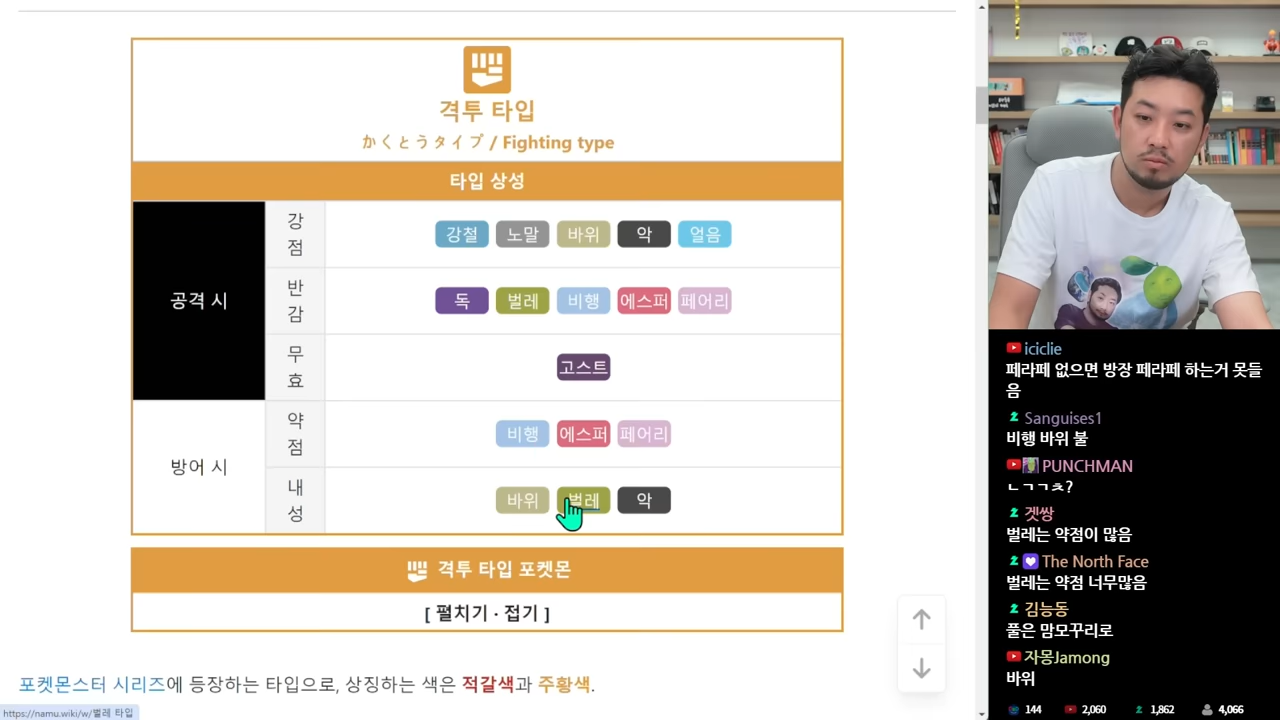 격투 타입
かくとうタイプ / Fighting type
타입 상성
공격 시
강점
강철 노말 바위 악 얼음
반감
독 벌레 비행 에스퍼 페어리
무효
고스트
방어 시
약점
비행 에스퍼 페어리
내성
바위 벌레 악
격투 타입 포켓몬
[ 펼치기 · 접기 ]
포켓몬스터 시리즈에 등장하는 타입으로, 상징하는 색은 적갈색과 주황색.
https://namu.wiki/w/벌레 타입
iciclie
페라페 없으면 방장 페라페 하는거 못들
음
Sanguises1
비행 바위 불
PUNCHMAN
겟쌍
벌레는 약점이 많음
The North Face
벌레는 약점 너무많음
김능동
풀은 맘모꾸리로
자몽Jamong
바위
144 2,060 1,862 4,066